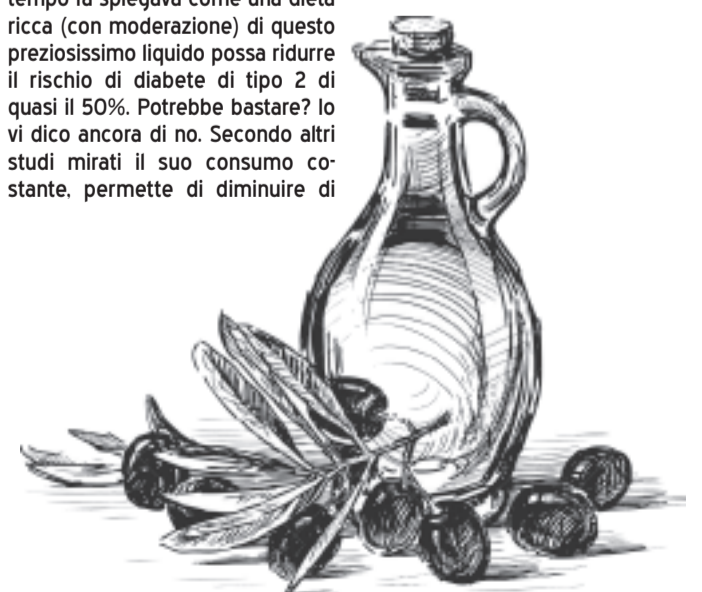 tempo fa spiegava come una dieta
ricca (con moderazione) di questo
preziosissimo liquido possa ridurre
il rischio di diabete di tipo 2 di
quasi il 50%. Potrebbe bastare? Io
vi dico ancora di no. Secondo altri
studi mirati il suo consumo co-
stante, permette di diminuire di